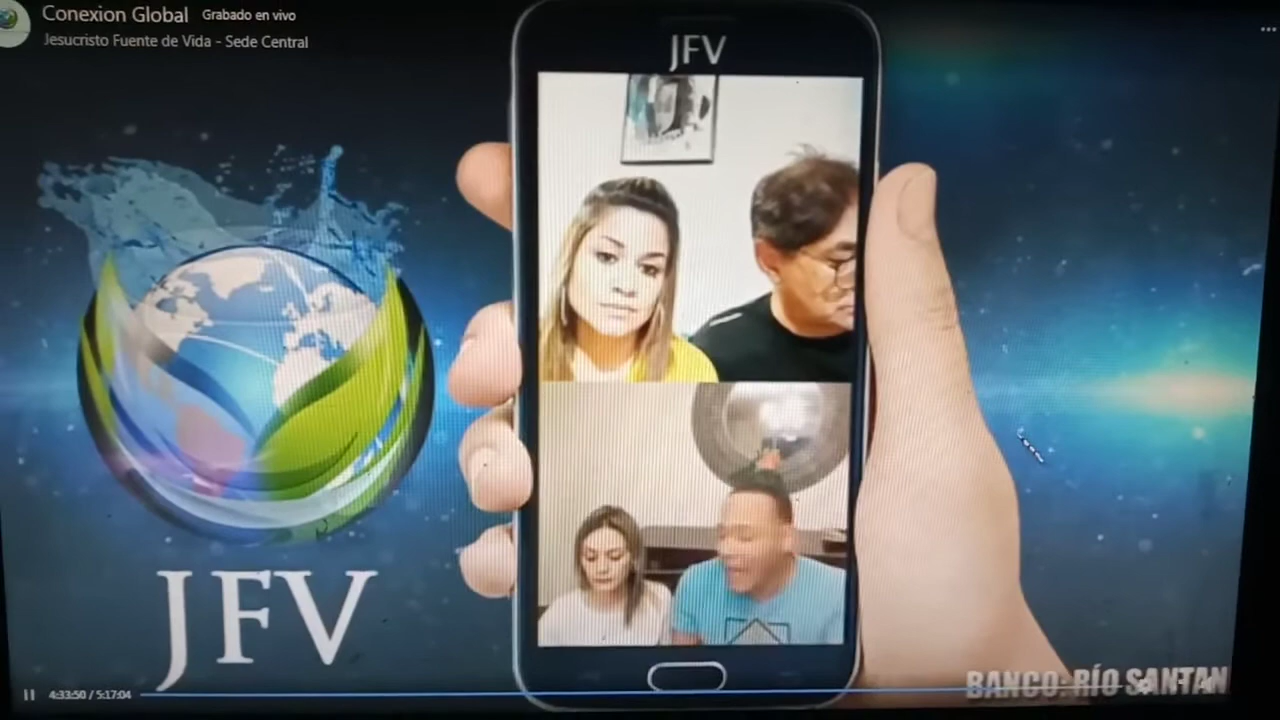 Conexion Global Grabado en vivo
Jesucristo Fuente de Vida - Sede Central
JFV
JFV
BANCO: RÍO SANTAN
4:33:50 / 5:17:04